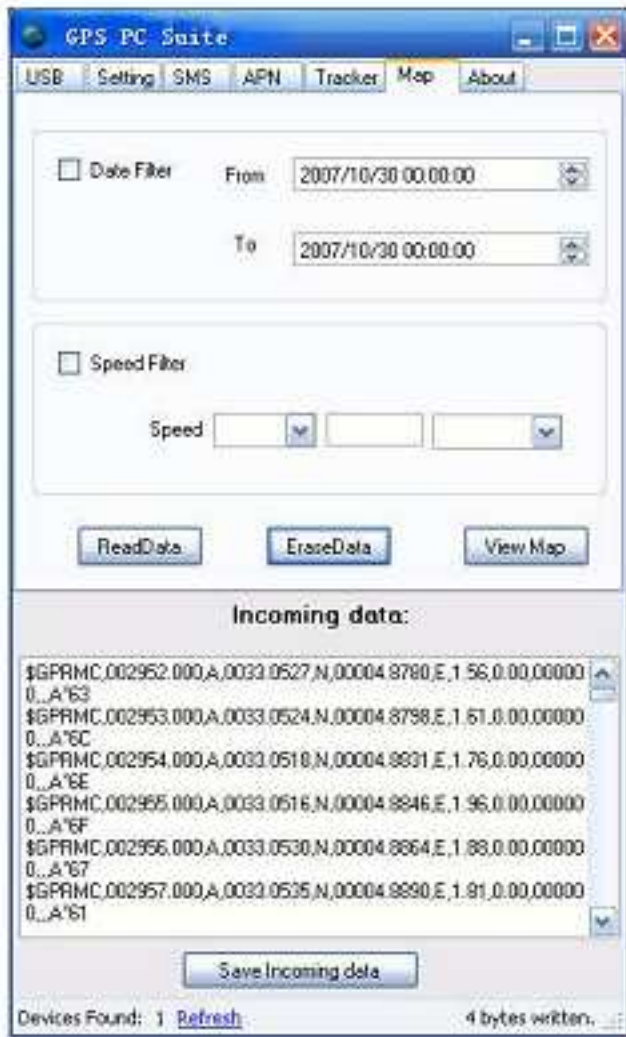 GPS PC Suite
USB Setting SMS APN Tracker Map About
Date Filter From 2007/10/30 00:00:00
To 2007/10/30 00:00:00
Speed Filter
Speed
ReadData EraseData View Map
Incoming data:
$GPRMC,002952.000,A,0033.0527,N,00004.8780,E,1.56,0.00,00000
0,,,A*63
$GPRMC,002953.000,A,0033.0524,N,00004.8798,E,1.61,0.00,00000
0,,,A*6C
$GPRMC,002954.000,A,0033.0518,N,00004.8831,E,1.76,0.00,00000
0,,,A*6E
$GPRMC,002955.000,A,0033.0516,N,00004.8846,E,1.96,0.00,00000
0,,,A*6F
$GPRMC,002956.000,A,0033.0530,N,00004.8864,E,1.88,0.00,00000
0,,,A*67
$GPRMC,002957.000,A,0033.0535,N,00004.8890,E,1.81,0.00,00000
0,,,A*61
Save Incoming data
Devices Found: 1 Refresh 4 bytes written.